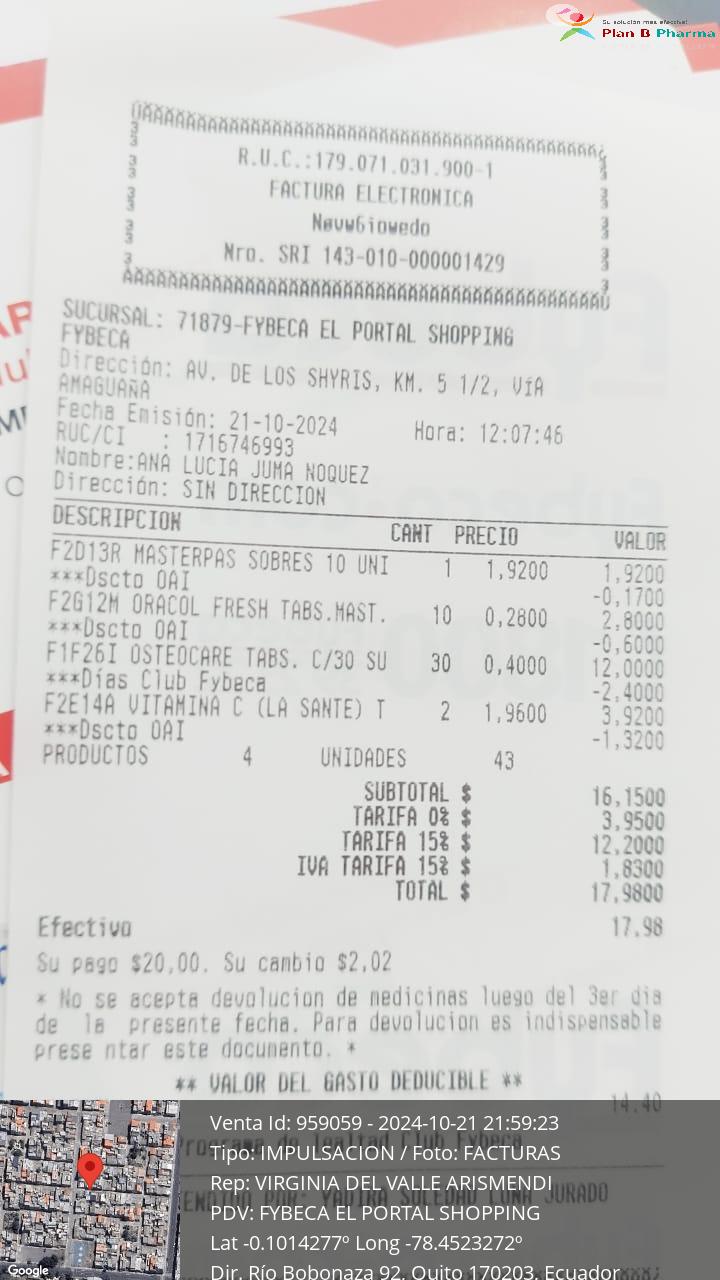 Su solución más efectiva!
Plan B Pharma
R.U.C.:179.071.031.900-1
FACTURA ELECTRONICA
Nro. SRI 143-010-000001429
SUCURSAL: 71879-FYBECA EL PORTAL SHOPPING
FYBECA
Dirección: AV. DE LOS SHYRIS, KM. 5 1/2, VíA
AMAGUAÑA
Fecha Emisión: 21-10-2024 Hora: 12:07:46
RUC/CI : 1716746993
Nombre:ANA LUCIA JUMA NOQUEZ
Dirección: SIN DIRECCION
DESCRIPCION CANT PRECIO VALOR
F2D13R MASTERPAS SOBRES 10 UNI 1 1,9200 1,9200
***Dscto OAI -0,1700
F2G12M ORACOL FRESH TABS.MAST. 10 0,2800 2,8000
***Dscto OAI -0,6000
F1F26I OSTEOCARE TABS. C/30 SU 30 0,4000 12,0000
***Días Club Fybeca -2,4000
F2E14A VITAMINA C (LA SANTE) T 2 1,9600 3,9200
***Dscto OAI -1,3200
PRODUCTOS 4 UNIDADES 43
SUBTOTAL $ 16,1500
TARIFA 0% $ 3,9500
TARIFA 15% $ 12,2000
IVA TARIFA 15% $ 1,8300
TOTAL $ 17,9800
Efectivo 17.98
Su pago $20,00. Su cambio $2,02
* No se acepta devolucion de medicinas luego del 3er dia
de la presente fecha. Para devolucion es indispensable
prese ntar este documento. *
** VALOR DEL GASTO DEDUCIBLE **
14.40
Venta Id: 959059 - 2024-10-21 21:59:23
Tipo: IMPULSACION / Foto: FACTURAS
Rep: VIRGINIA DEL VALLE ARISMENDI
PDV: FYBECA EL PORTAL SHOPPING
Lat -0.1014277º Long -78.4523272º
Dir. Río Bobonaza 92, Quito 170203, Ecuador
Google